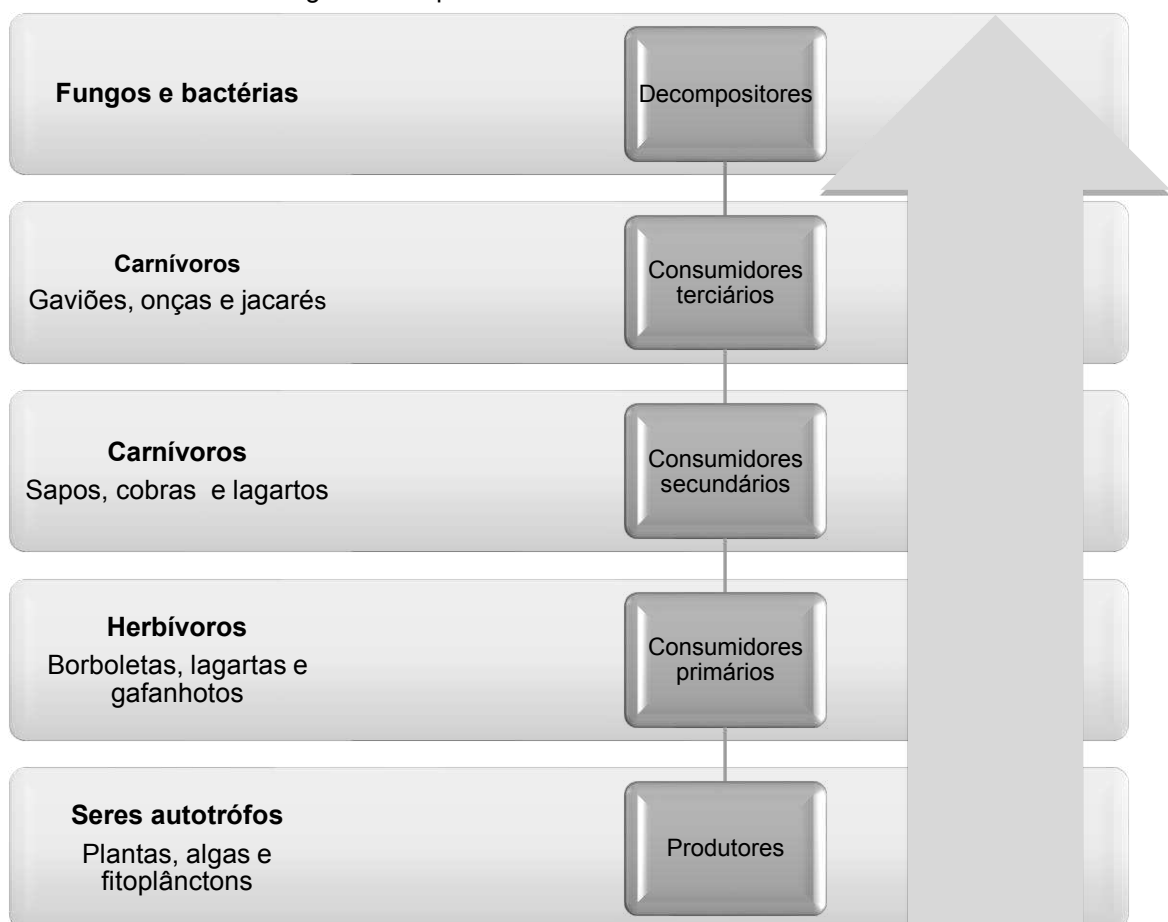 Fungos e bactérias
Decompositores
Carnívoros
Gaviões, onças e jacarés
Consumidores
terciários
Carnívoros
Sapos, cobras e lagartos
Consumidores
secundários
Herbívoros
Borboletas, lagartas e
gafanhotos
Consumidores
primários
Seres autotrófos
Plantas, algas e
fitoplânctons
Produtores